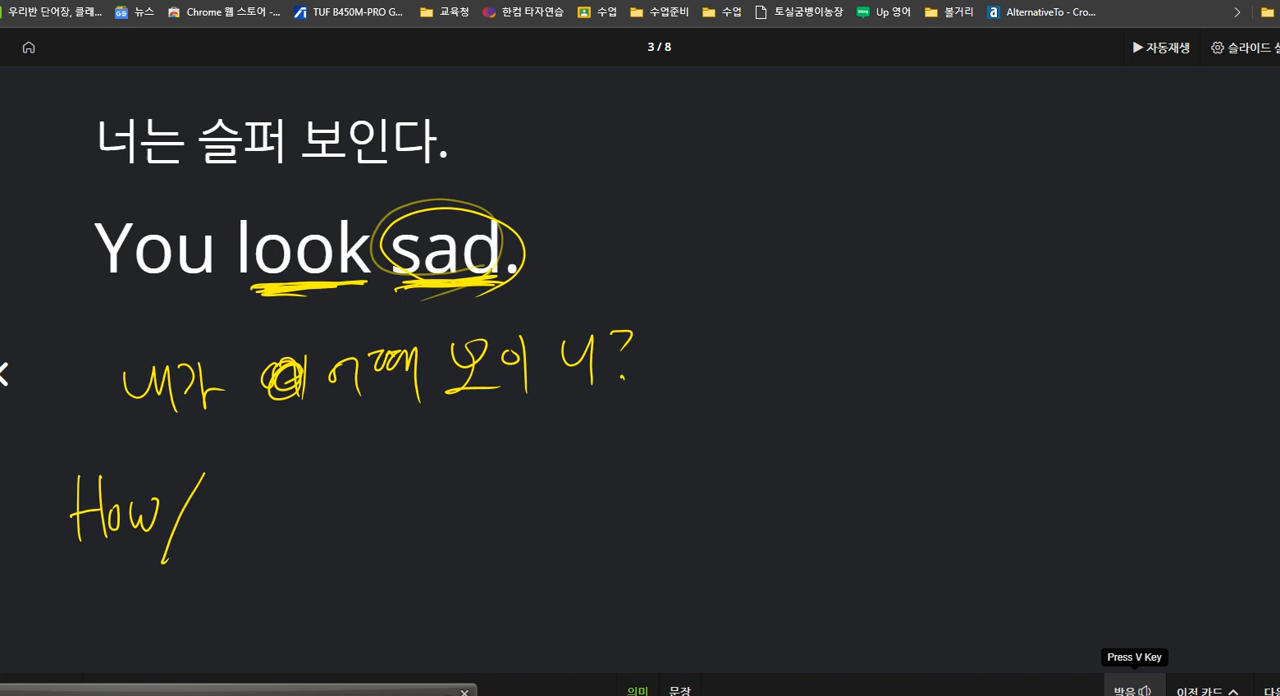 우리반 단어장, 클래... 뉴스 Chrome 웹 스토어 -... TUF B450M-PRO G... 교육청 한컴 타자연습 수업 수업준비 수업 토실굼벵이농장 Up 영어 볼거리 AlternativeTo - Cro...
3 / 8 자동재생 슬라이드
너는 슬퍼 보인다.
You look sad.
내가 어때 보이니?
How/
Press V Key
의미 문장 발음 이전 카드